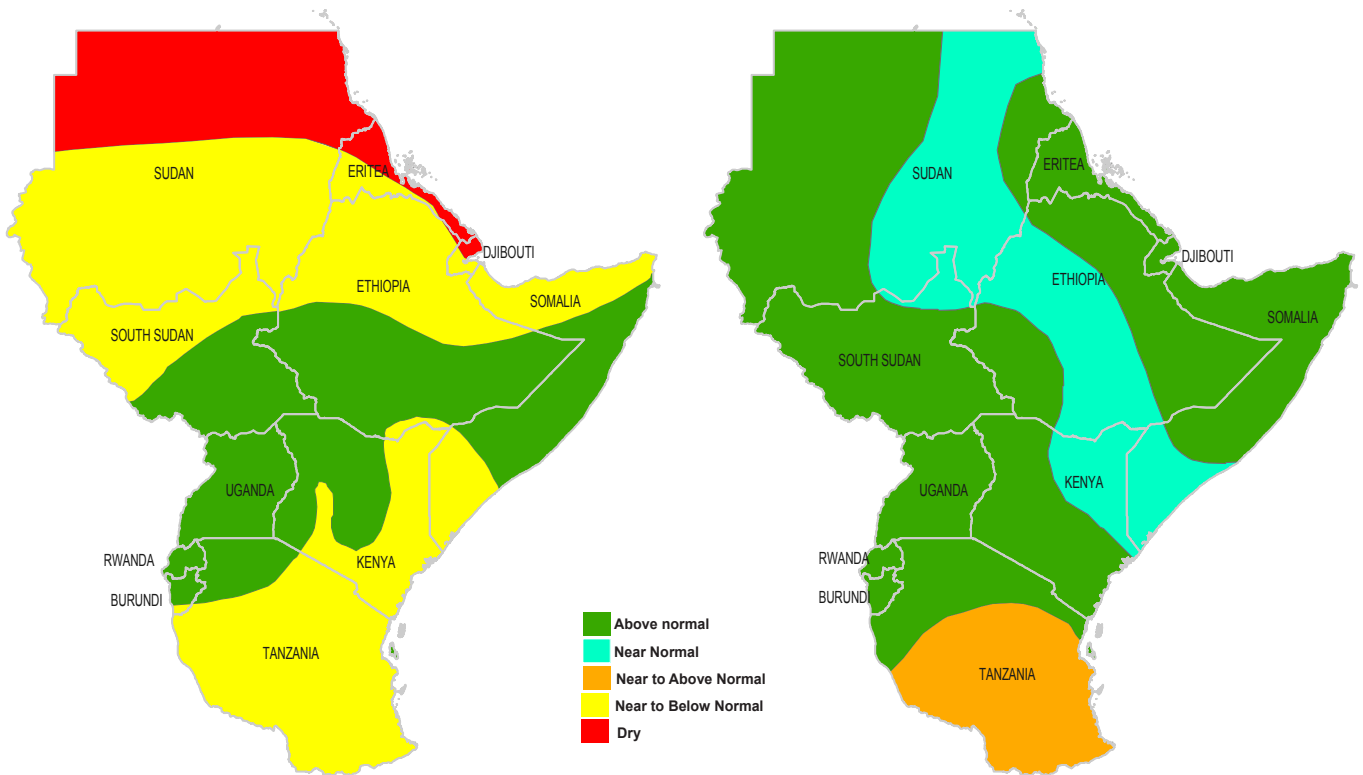 SUDAN
ERITEA
DJIBOUTI
ETHIOPIA
SOMALIA
SOUTH SUDAN
UGANDA
RWANDA
KENYA
BURUNDI
TANZANIA
ERITEA
SUDAN
DJIBOUTI
ETHIOPIA
SOMALIA
SOUTH SUDAN
KENYA
UGANDA
RWANDA
BURUNDI
TANZANIA
Above normal
Near Normal
Near to Above Normal
Near to Below Normal
Dry